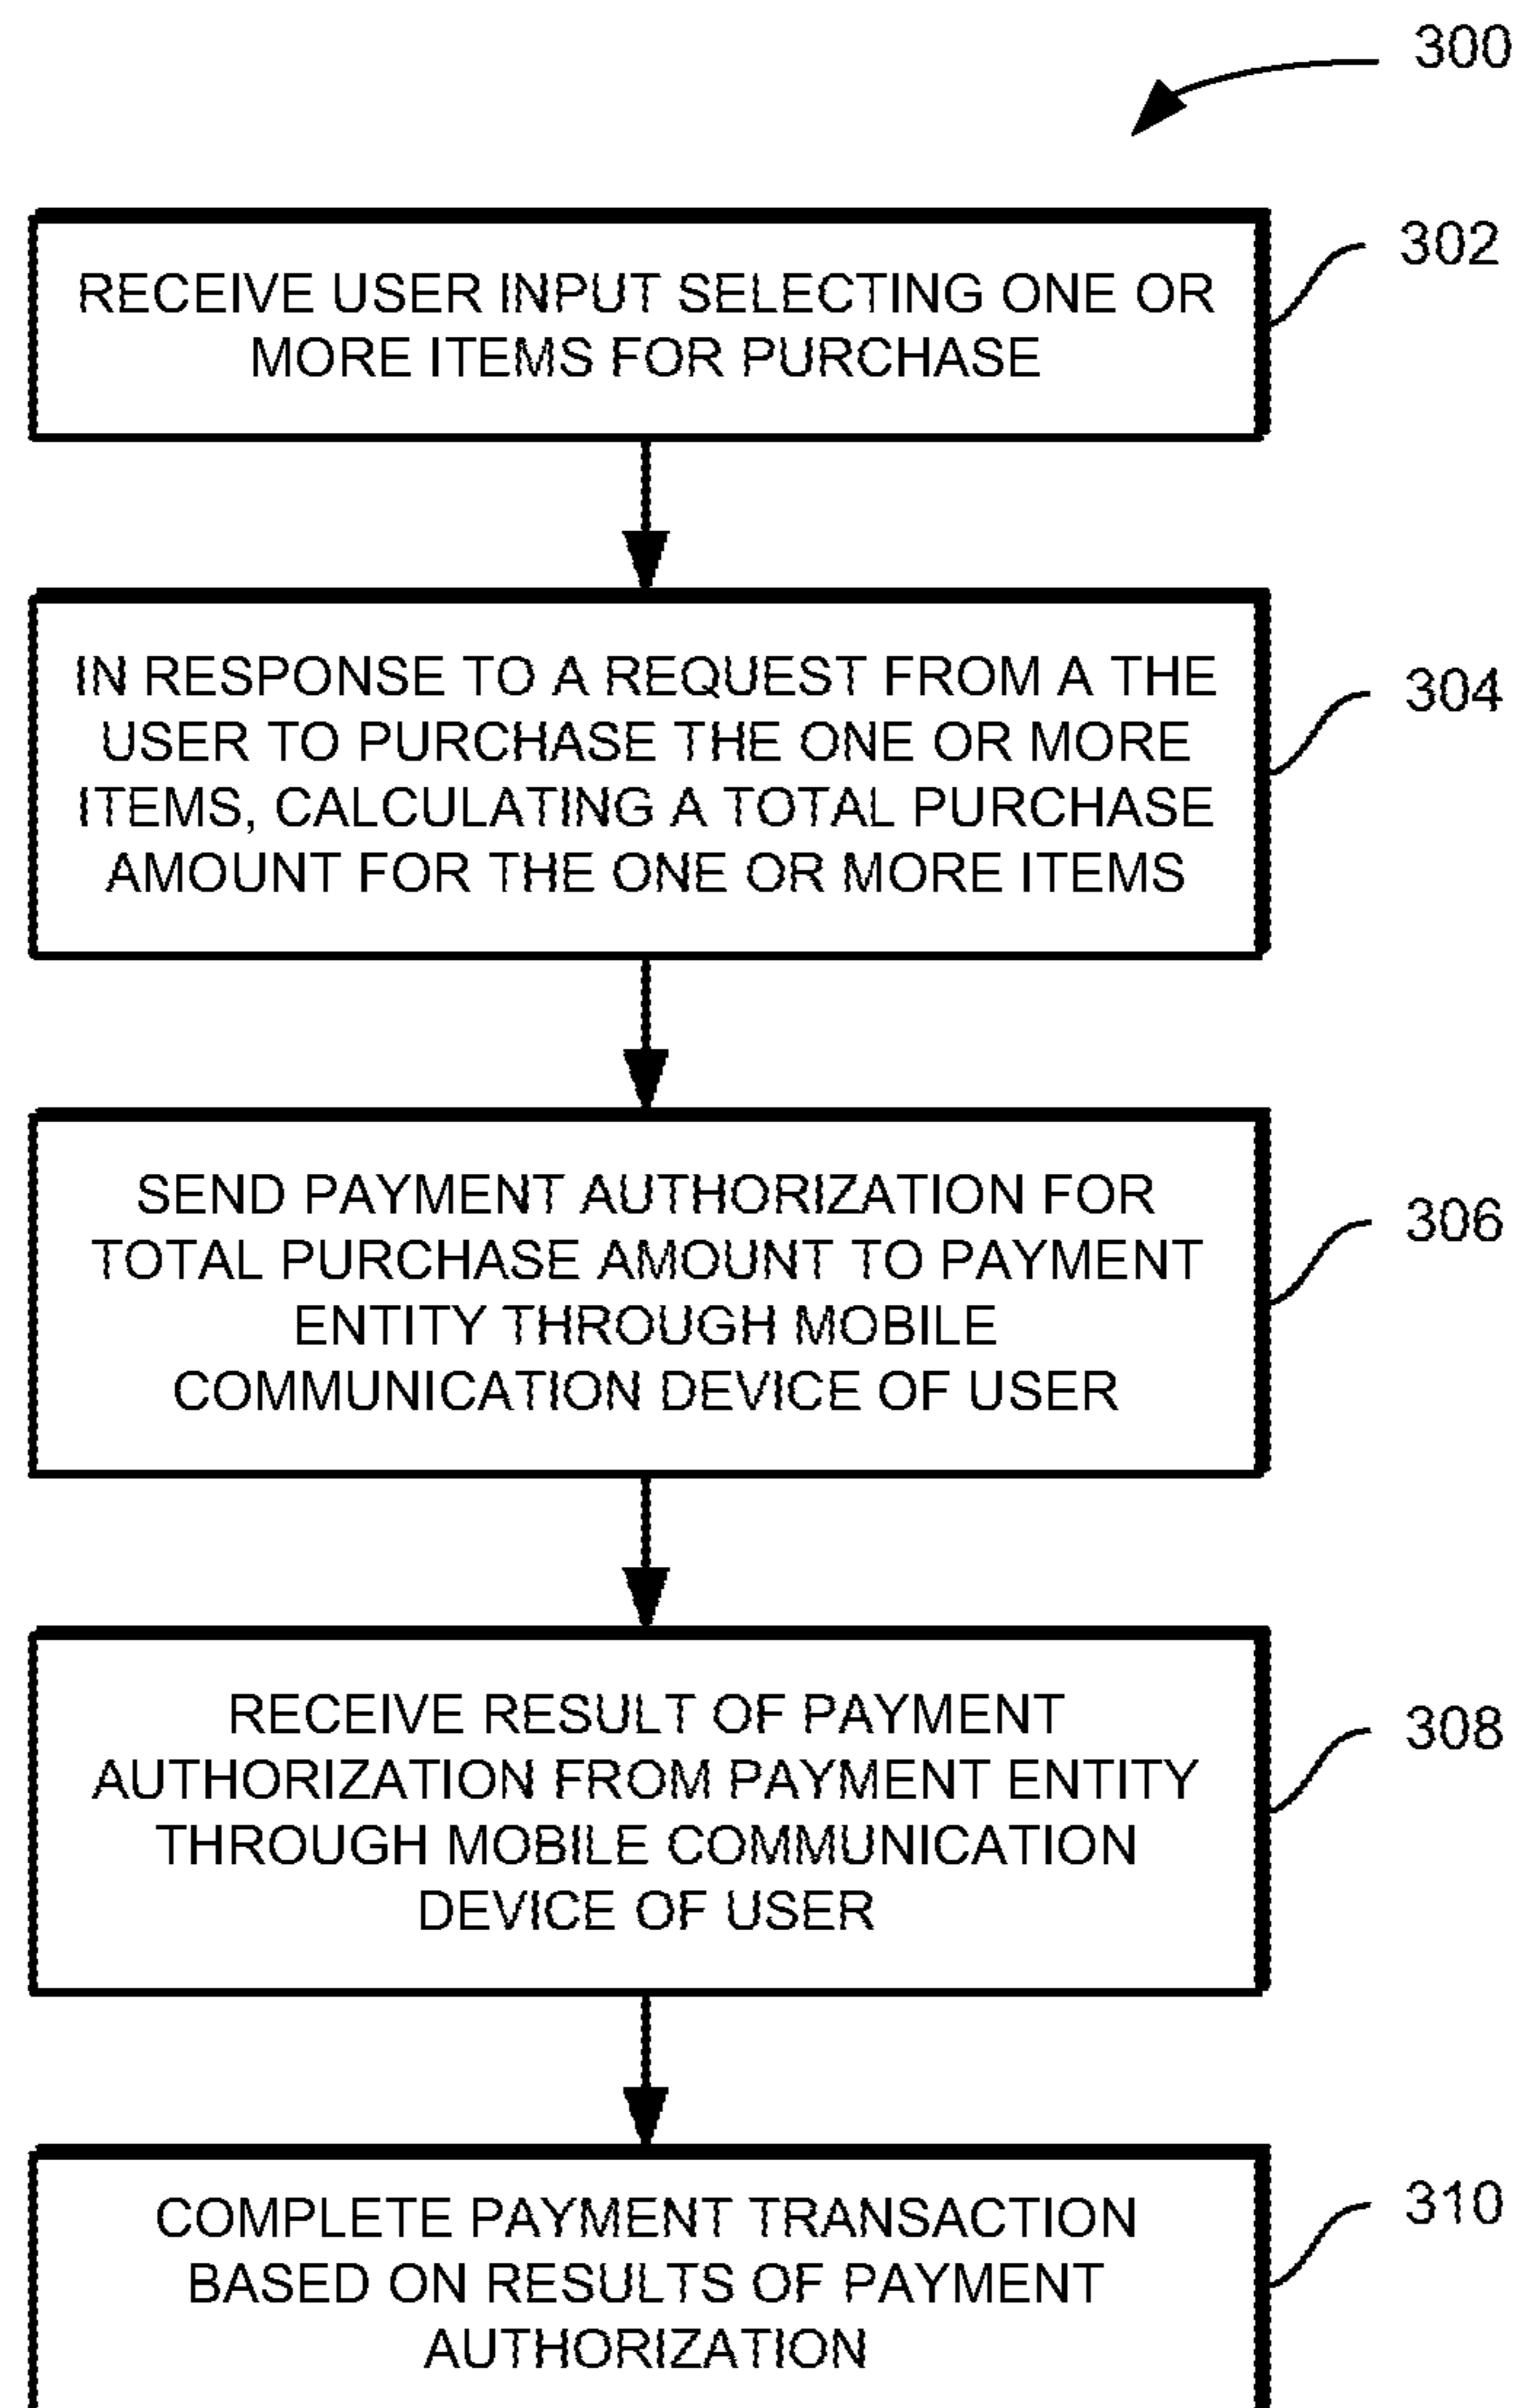 300
RECEIVE USER INPUT SELECTING ONE OR
MORE ITEMS FOR PURCHASE
302
IN RESPONSE TO A REQUEST FROM A THE
USER TO PURCHASE THE ONE OR MORE
ITEMS, CALCULATING A TOTAL PURCHASE
AMOUNT FOR THE ONE OR MORE ITEMS
304
SEND PAYMENT AUTHORIZATION FOR
TOTAL PURCHASE AMOUNT TO PAYMENT
ENTITY THROUGH MOBILE
COMMUNICATION DEVICE OF USER
306
RECEIVE RESULT OF PAYMENT
AUTHORIZATION FROM PAYMENT ENTITY
THROUGH MOBILE COMMUNICATION
DEVICE OF USER
308
COMPLETE PAYMENT TRANSACTION
BASED ON RESULTS OF PAYMENT
AUTHORIZATION
310